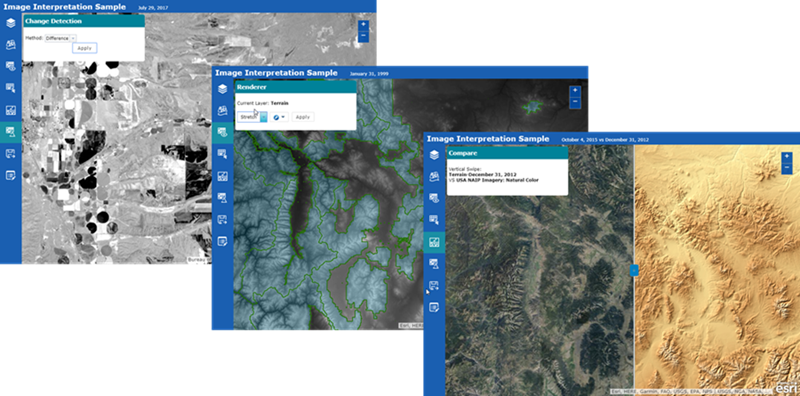 Image Interpretation Sample July 29, 2017
Change Detection
Method: Difference
Apply
Bureau
Image Interpretation Sample January 31, 1999
Renderer
Current Layer: Terrain
Stretch
Apply
Esri, HERE
Image Interpretation Sample October 4, 2015 vs December 31, 2012
Compare
Vertical Swipe:
Terrain-December 31, 2012
VS USA NAIP Imagery: Natural Color
Esri, HERE, Garmin, FAO, USGS, EPA, NPS | USGS, NGA, NASA,
esri